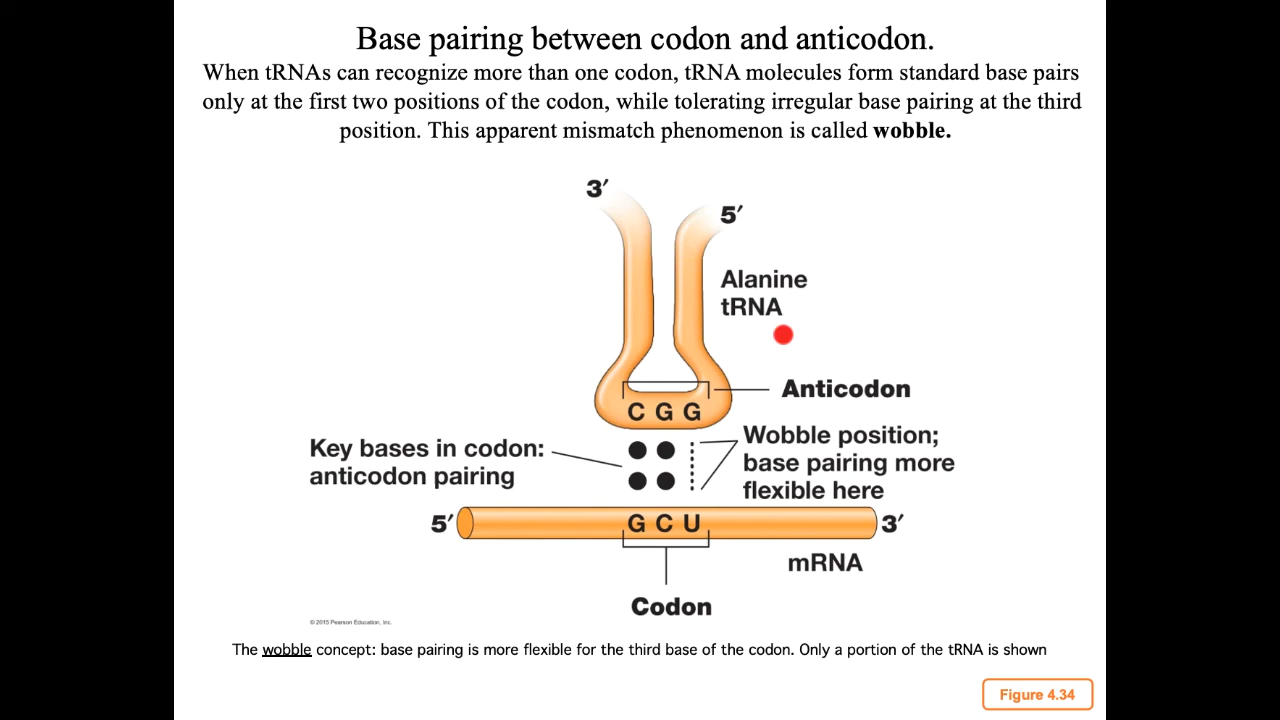 Base pairing between codon and anticodon.
When tRNAs can recognize more than one codon, tRNA molecules form standard base pairs
only at the first two positions of the codon, while tolerating irregular base pairing at the third
position. This apparent mismatch phenomenon is called wobble.
3′
5′
Alanine
tRNA
Anticodon
C G G
Key bases in codon:
anticodon pairing
Wobble position;
base pairing more
flexible here
5′
G C U
3′
mRNA
Codon
© 2015 Pearson Education, Inc.
The wobble concept: base pairing is more flexible for the third base of the codon. Only a portion of the tRNA is shown
Figure 4.34